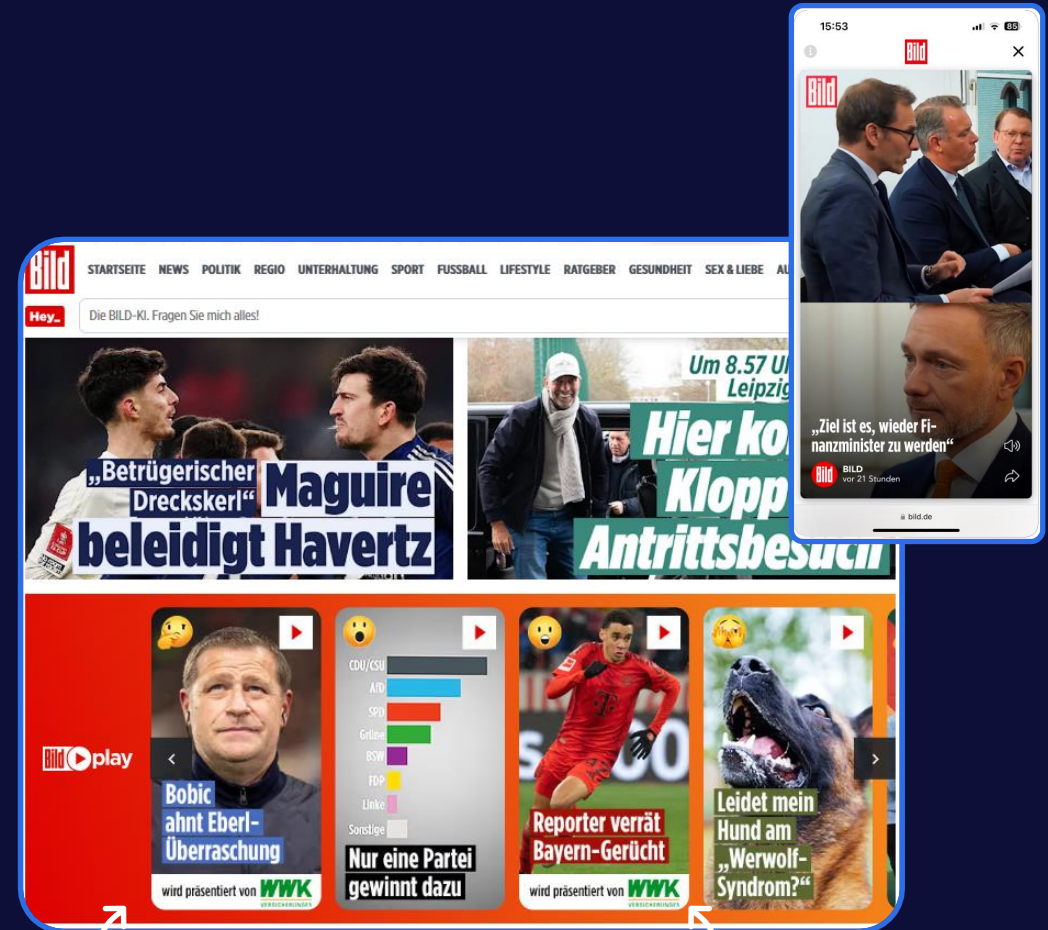 15:53
85
Bild
Bild
„Ziel ist es, wieder Fi-
nanzminister zu werden“
Bild
BILD
vor 21 Stunden
bild.de
Bild
STARTSEITE NEWS POLITIK REGIO UNTERHALTUNG SPORT FUSSBALL LIFESTYLE RATGEBER GESUNDHEIT SEX & LIEBE AU
Hey_
Die BILD-KI. Fragen Sie mich alles!
„Betrügerischer
Dreckskerl“ Maguire
beleidigt Havertz
Um 8.57 U
Leipzig
Hier ko
Klopp
Antrittsbesuch
Bild play
Bobic
ahnt Eberl-
Überraschung
wird präsentiert von WWK
VERSICHERUNGEN
CDU/CSU
AfD
SPD
Grüne
BSW
FDP
Linke
Sonstige
Nur eine Partei
gewinnt dazu
Reporter verrät
Bayern-Gerücht
wird präsentiert von WWK
VERSICHERUNGEN
Leidet mein
Hund am
„Werwolf-
Syndrom?“